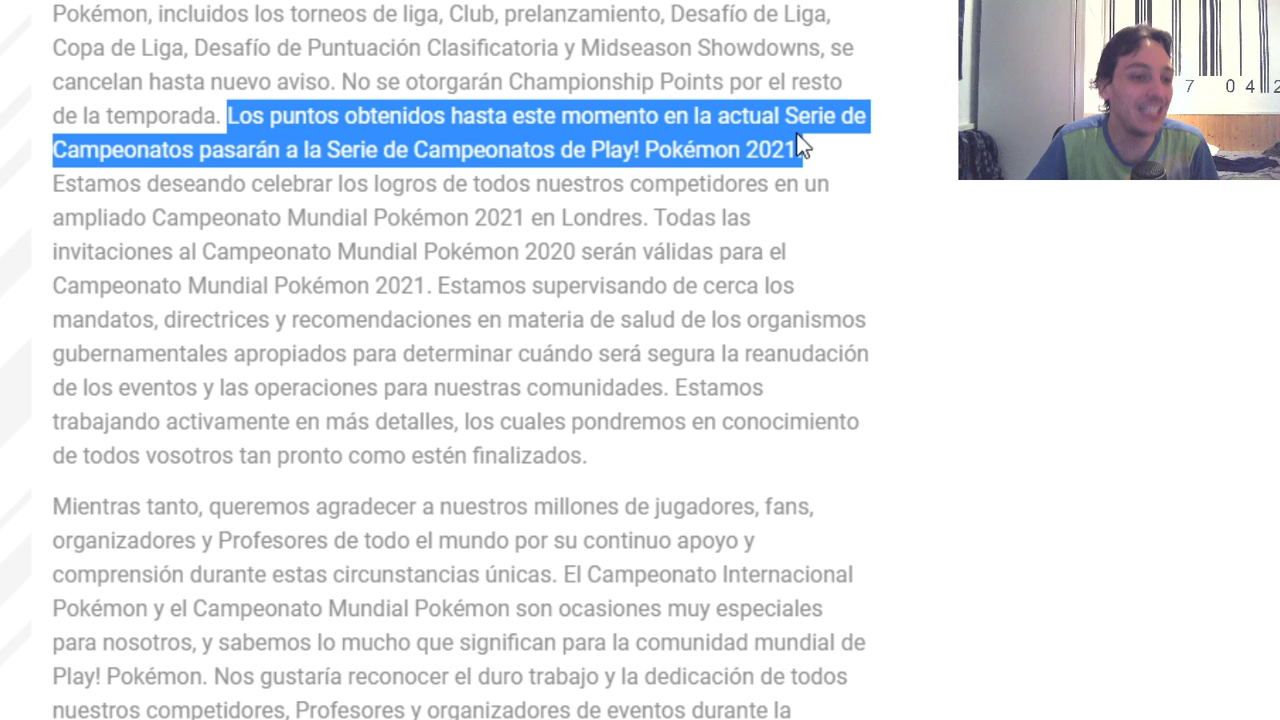 Pokémon, incluidos los torneos de liga, Club, prelanzamiento, Desafío de Liga,
Copa de Liga, Desafío de Puntuación Clasificatoria y Midseason Showdowns, se
cancelan hasta nuevo aviso. No se otorgarán Championship Points por el resto
de la temporada. Los puntos obtenidos hasta este momento en la actual Serie de
Campeonatos pasarán a la Serie de Campeonatos de Play! Pokémon 2021.
Estamos deseando celebrar los logros de todos nuestros competidores en un
ampliado Campeonato Mundial Pokémon 2021 en Londres. Todas las
invitaciones al Campeonato Mundial Pokémon 2020 serán válidas para el
Campeonato Mundial Pokémon 2021. Estamos supervisando de cerca los
mandatos, directrices y recomendaciones en materia de salud de los organismos
gubernamentales apropiados para determinar cuándo será segura la reanudación
de los eventos y las operaciones para nuestras comunidades. Estamos
trabajando activamente en más detalles, los cuales pondremos en conocimiento
de todos vosotros tan pronto como estén finalizados.
Mientras tanto, queremos agradecer a nuestros millones de jugadores, fans,
organizadores y Profesores de todo el mundo por su continuo apoyo y
comprensión durante estas circunstancias únicas. El Campeonato Internacional
Pokémon y el Campeonato Mundial Pokémon son ocasiones muy especiales
para nosotros, y sabemos lo mucho que significan para la comunidad mundial de
Play! Pokémon. Nos gustaría reconocer el duro trabajo y la dedicación de todos
nuestros competidores, Profesores y organizadores de eventos durante la
7 0 4 2